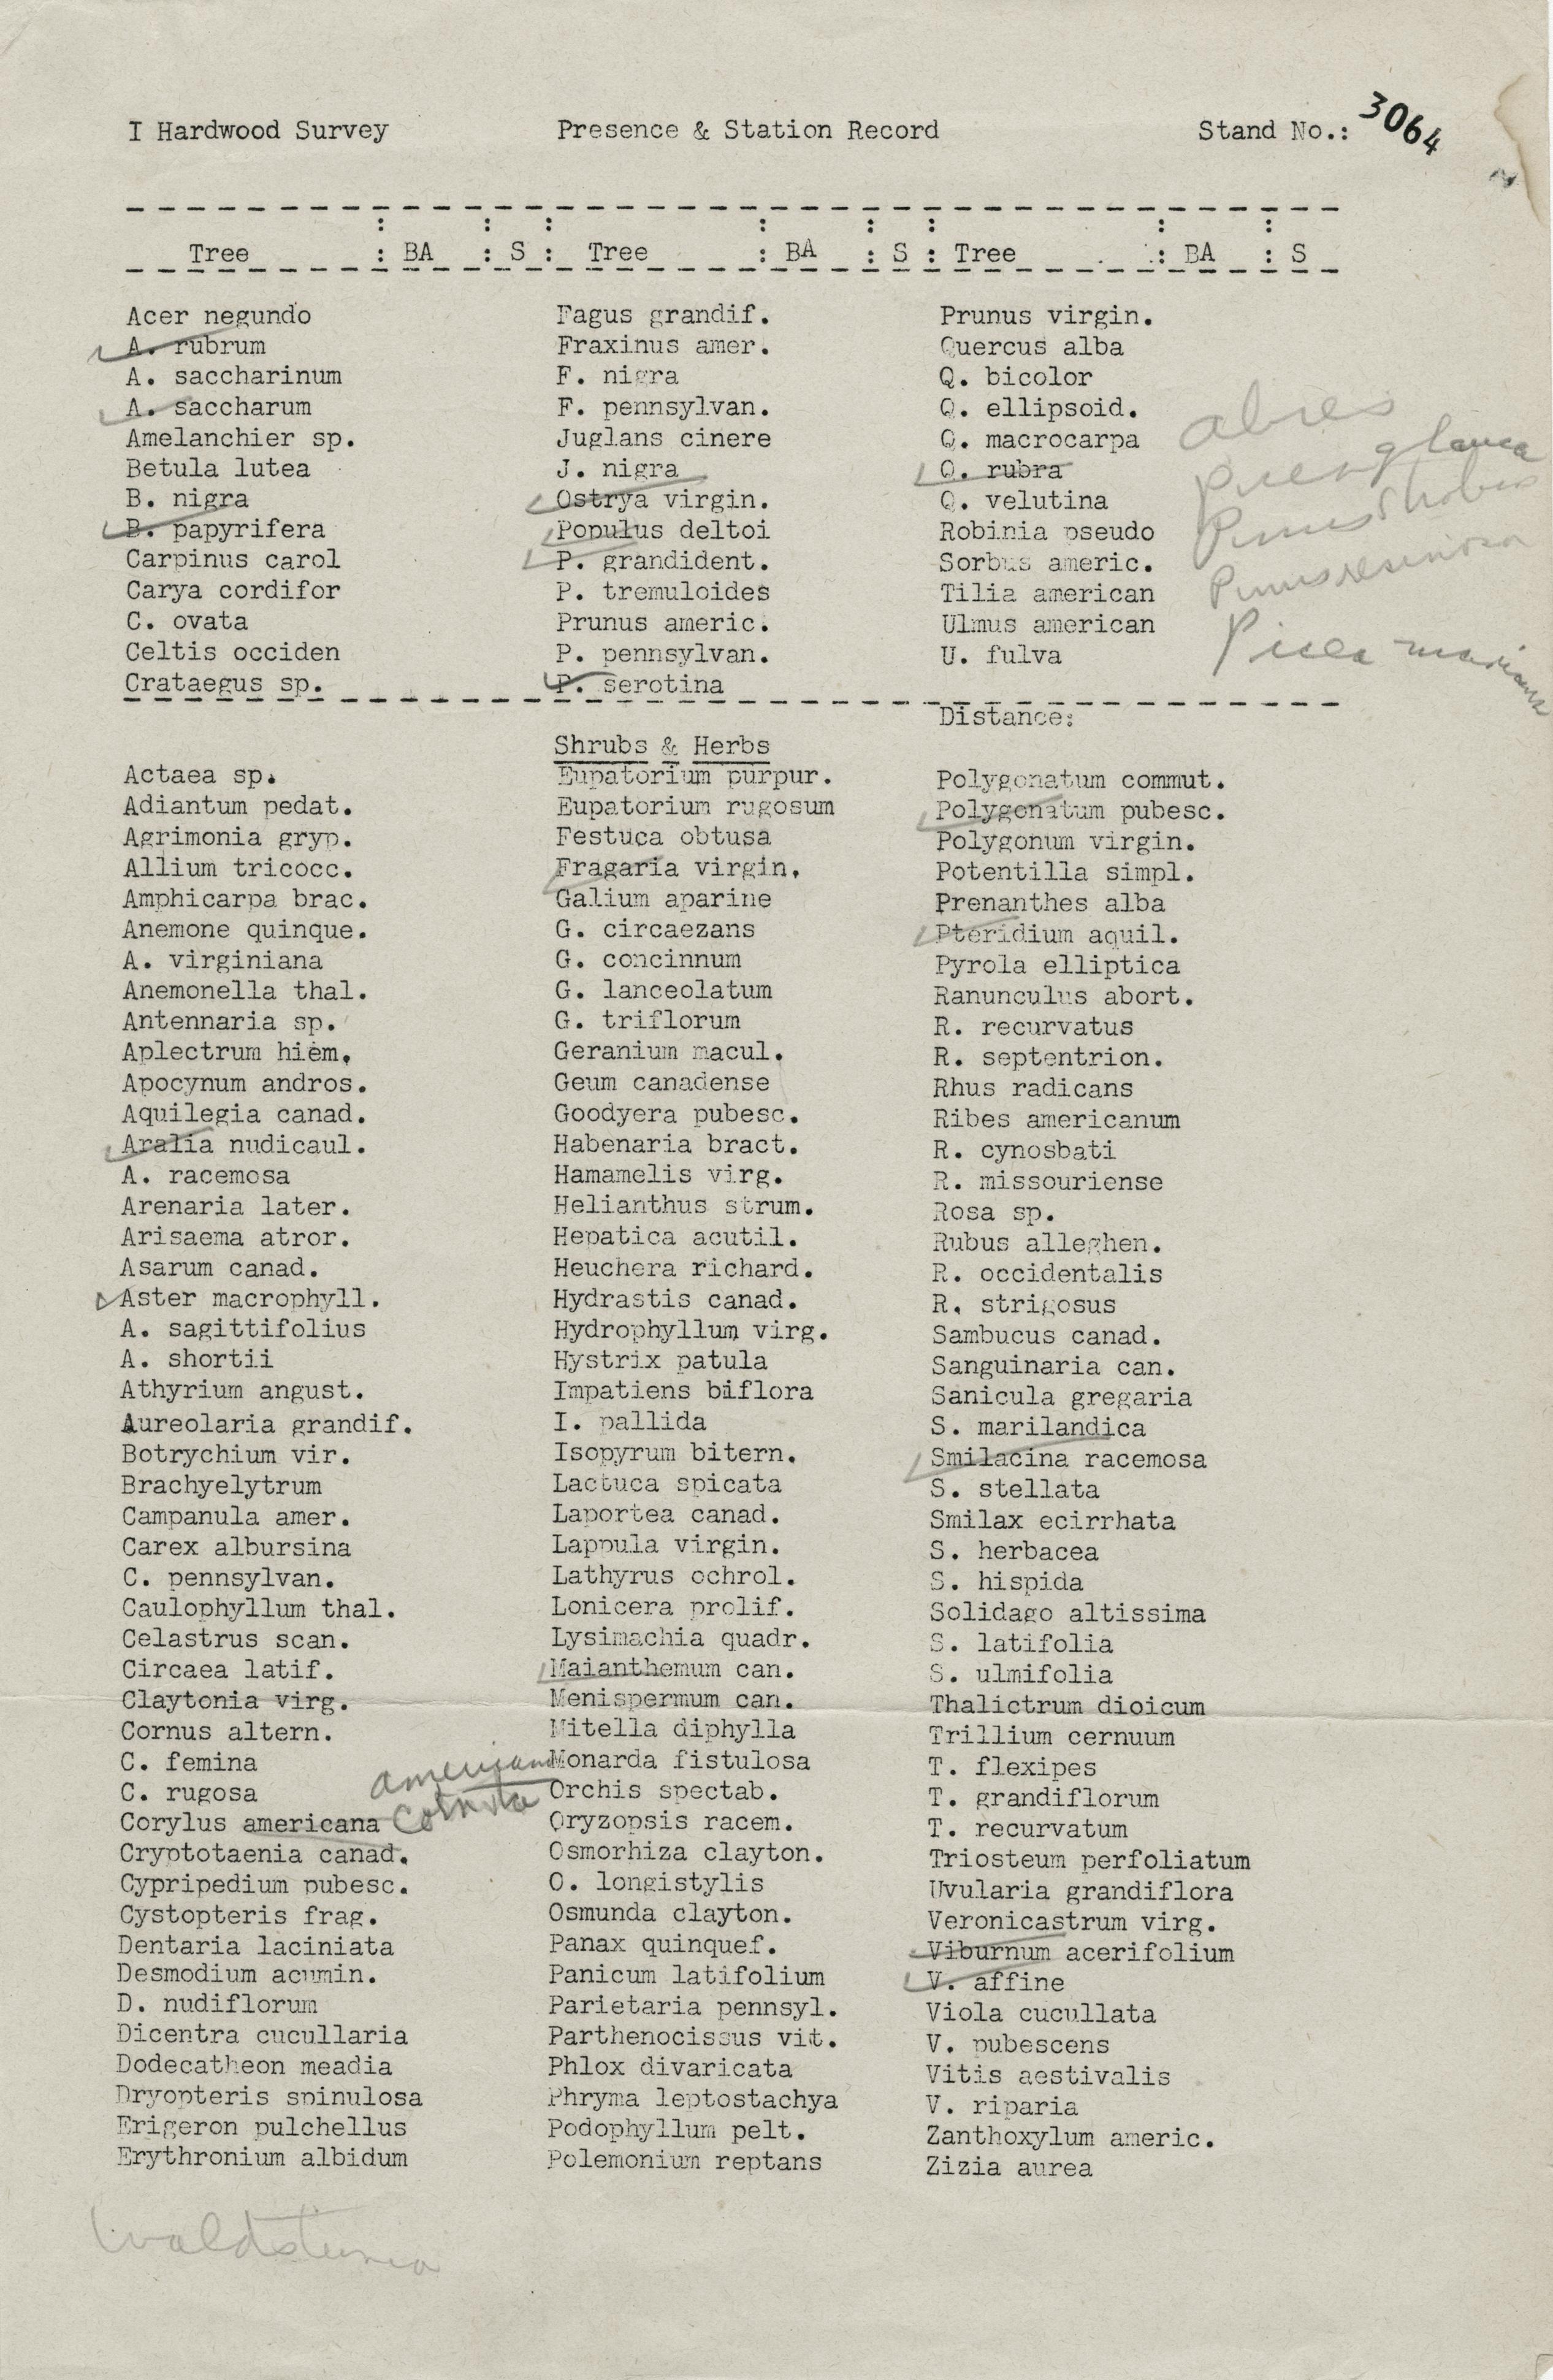 I Hardwood Survey Presence & Station Record Stand No.: 3064
Tree : BA : S : Tree : BA : S : Tree : BA : S
Acer negundo
A. rubrum
A. saccharinum
A. saccharum
Amelanchier sp.
Betula lutea
B. nigra
B. papyrifera
Carpinus carol
Carya cordifor
C. ovata
Celtis occiden
Crataegus sp.
Fagus grandif.
Fraxinus amer.
F. nigra
F. pennsylvan.
Juglans cinere
J. nigra
Ostrya virgin.
Populus deltoi
P. grandident.
P. tremuloides
Prunus americ.
P. pennsylvan.
P. serotina
Prunus virgin.
Quercus alba
Q. bicolor
Q. ellipsoid.
Q. macrocarpa
Q. rubra
Q. velutina
Robinia pseudo
Sorbus americ.
Tilia american
Ulmus american
U. fulva
abies
picea glauca
Pinus Strobus
Pinus resinosa
Picea mariana
Distance:
Shrubs & Herbs
Actaea sp.
Adiantum pedat.
Agrimonia gryp.
Allium tricocc.
Amphicarpa brac.
Anemone quinque.
A. virginiana
Anemonella thal.
Antennaria sp.
Aplectrum hiem.
Apocynum andros.
Aquilegia canad.
Aralia nudicaul.
A. racemosa
Arenaria later.
Arisaema atror.
Asarum canad.
Aster macrophyll.
A. sagittifolius
A. shortii
Athyrium angust.
Aureolaria grandif.
Botrychium vir.
Brachyelytrum
Campanula amer.
Carex albursina
C. pennsylvan.
Caulophyllum thal.
Celastrus scan.
Circaea latif.
Claytonia virg.
Cornus altern.
C. femina
C. rugosa
americana
Corylus americana cornuta
Cryptotaenia canad.
Cypripedium pubesc.
Cystopteris frag.
Dentaria laciniata
Desmodium acumin.
D. nudiflorum
Dicentra cucullaria
Dodecatheon meadia
Dryopteris spinulosa
Erigeron pulchellus
Erythronium albidum
Eupatorium purpur.
Eupatorium rugosum
Festuca obtusa
Fragaria virgin.
Galium aparine
G. circaezans
G. concinnum
G. lanceolatum
G. triflorum
Geranium macul.
Geum canadense
Goodyera pubesc.
Habenaria bract.
Hamamelis virg.
Helianthus strum.
Hepatica acutil.
Heuchera richard.
Hydrastis canad.
Hydrophyllum virg.
Hystrix patula
Impatiens biflora
I. pallida
Isopyrum bitern.
Lactuca spicata
Laportea canad.
Lappula virgin.
Lathyrus ochrol.
Lonicera prolif.
Lysimachia quadr.
Maianthemum can.
Menispermum can.
Mitella diphylla
Monarda fistulosa
Orchis spectab.
Oryzopsis racem.
Osmorhiza clayton.
O. longistylis
Osmunda clayton.
Panax quinquef.
Panicum latifolium
Parietaria pennsyl.
Parthenocissus vit.
Phlox divaricata
Phryma leptostachya
Podophyllum pelt.
Polemonium reptans
Polygonatum commut.
Polygonatum pubesc.
Polygonum virgin.
Potentilla simpl.
Prenanthes alba
Pteridium aquil.
Pyrola elliptica
Ranunculus abort.
R. recurvatus
R. septentrion.
Rhus radicans
Ribes americanum
R. cynosbati
R. missouriense
Rosa sp.
Rubus alleghen.
R. occidentalis
R. strigosus
Sambucus canad.
Sanguinaria can.
Sanicula gregaria
S. marilandica
Smilacina racemosa
S. stellata
Smilax ecirrhata
S. herbacea
S. hispida
Solidago altissima
S. latifolia
S. ulmifolia
Thalictrum dioicum
Trillium cernuum
T. flexipes
T. grandiflorum
T. recurvatum
Triosteum perfoliatum
Uvularia grandiflora
Veronicastrum virg.
Viburnum acerifolium
V. affine
Viola cucullata
V. pubescens
Vitis aestivalis
V. riparia
Zanthoxylum americ.
Zizia aurea
Waldsteinia